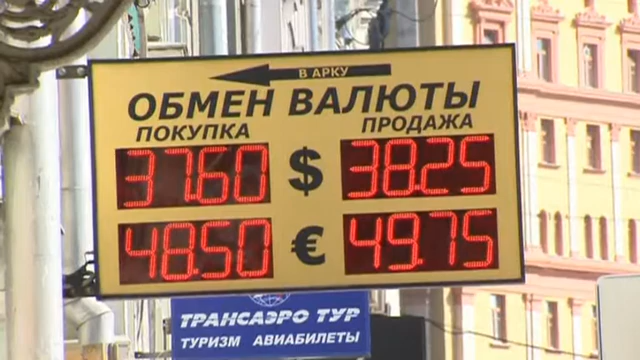 В АРКУ
ОБМЕН ВАЛЮТЫ
ПОКУПКА ПРОДАЖА
37.60 $ 38.25
48.50 € 49.75
ТРАНСАЭРО ТУР
ТУРИЗМ АВИАБИЛЕТЫ